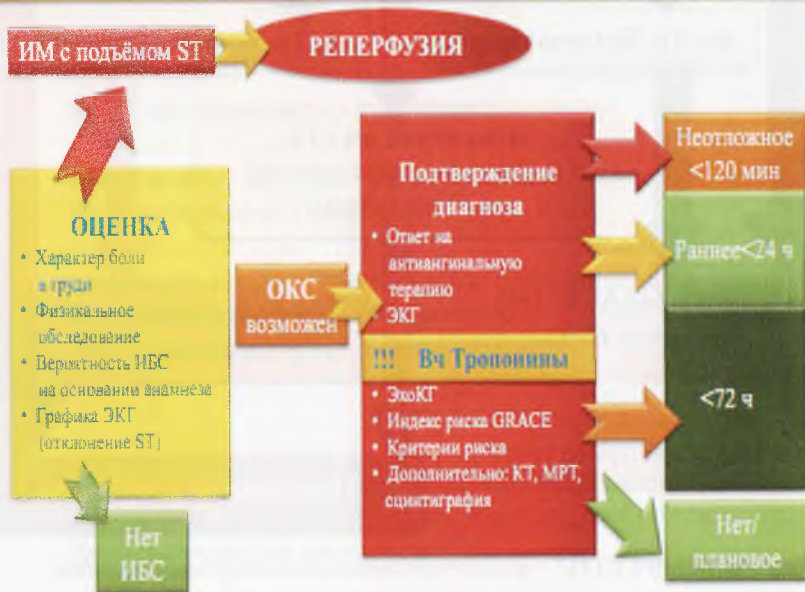 ИМ с подъёмом ST
РЕПЕРФУЗИЯ
ОЦЕНКА
• Характер боли
в груди
• Физикальное
обследование
• Вероятность ИБС
на основании анамнеза
• Графика ЭКГ
(отклонение ST)
Нет
ИБС
ОКС
возможен
Подтверждение
диагноза
• Ответ на
антиангинальную
терапию
• ЭКГ
!!! Вч Тропонины
• ЭхоКГ
• Индекс риска GRACE
• Критерии риска
• Дополнительно: КТ, МРТ,
сцинтиграфия
Неотложное
<120 мин
Раннее<24 ч
<72 ч
Нет/
плановое